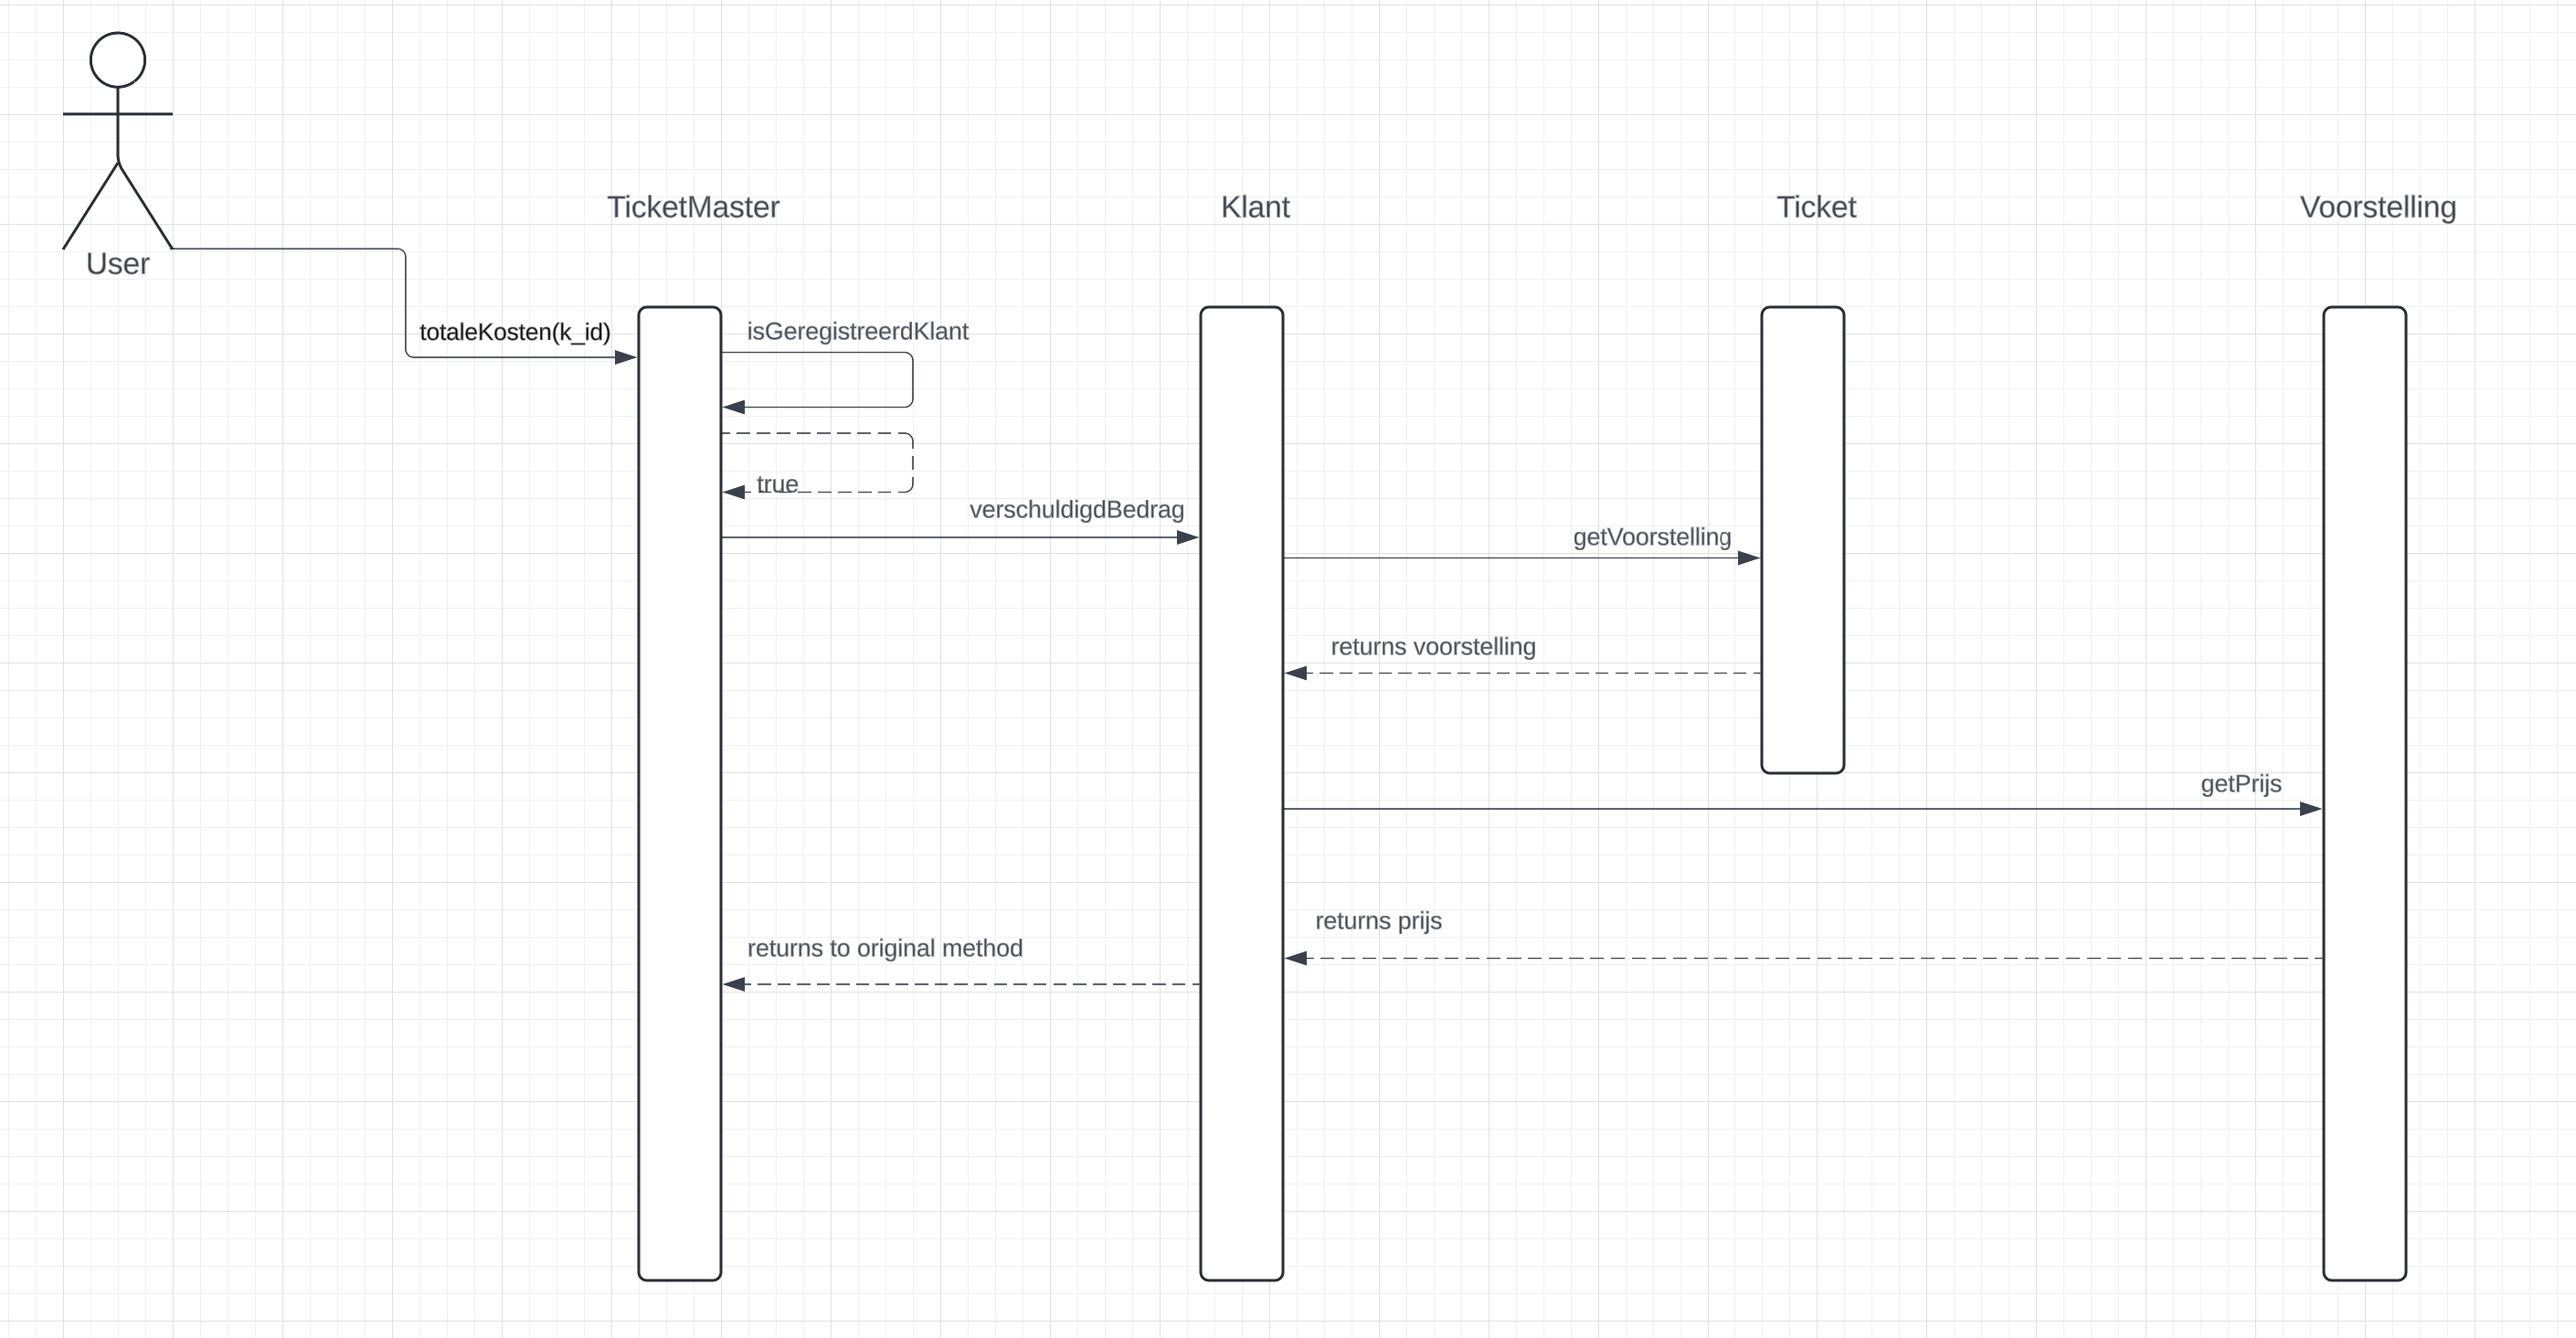 TicketMaster
Klant
Ticket
Voorstelling
User
totaleKosten(k_id)
isGeregistreerdKlant
true
verschuldigdBedrag
getVoorstelling
returns voorstelling
getPrijs
returns prijs
returns to original method